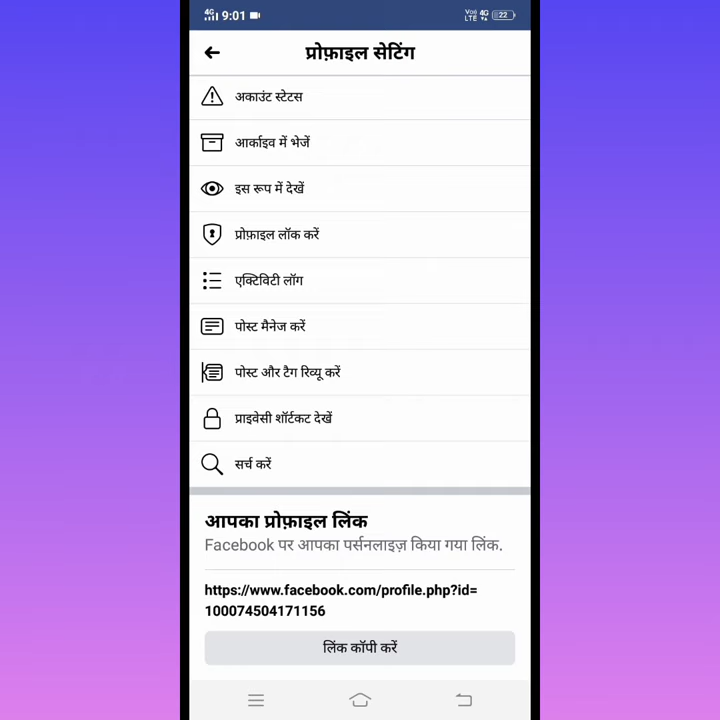 4G 9:01 Vo) LTE 4G 22
प्रोफ़ाइल सेटिंग
अकाउंट स्टेटस
आर्काइव में भेजें
इस रूप में देखें
प्रोफ़ाइल लॉक करें
एक्टिविटी लॉग
पोस्ट मैनेज करें
पोस्ट और टैग रिव्यू करें
प्राइवेसी शॉर्टकट देखें
सर्च करें
आपका प्रोफ़ाइल लिंक
Facebook पर आपका पर्सनलाइज़ किया गया लिंक.
https://www.facebook.com/profile.php?id=
100074504171156
लिंक कॉपी करें